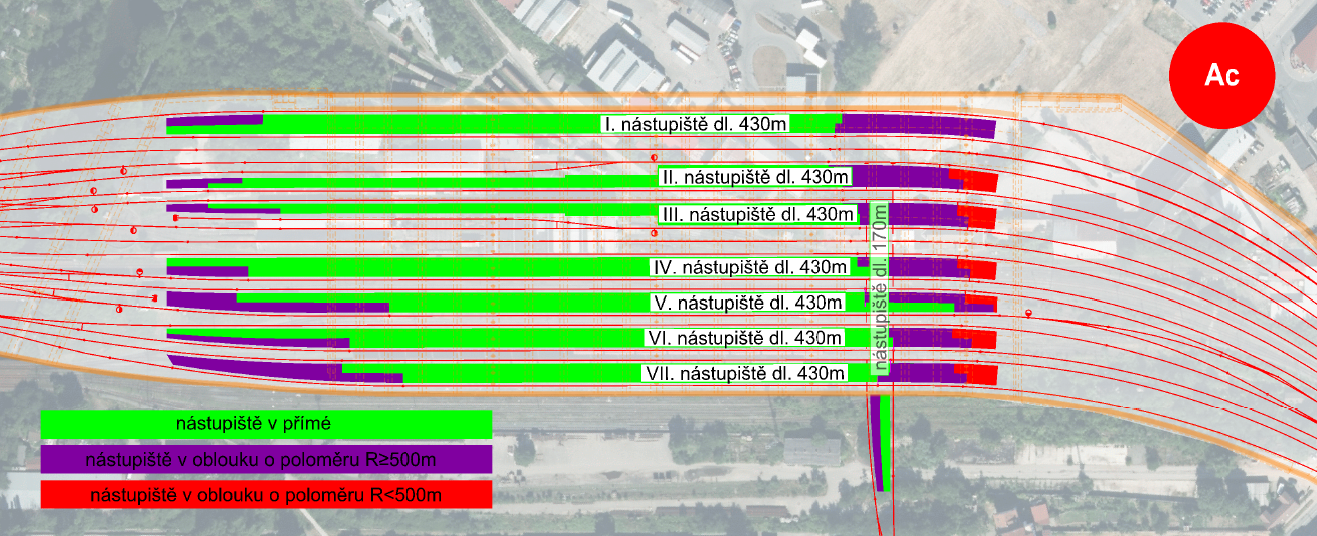 Ac
I. nástupiště dl. 430m
II. nástupiště dl. 430m
III. nástupiště dl. 430m
nástupiště dl. 170m
IV. nástupiště dl. 430m
V. nástupiště dl. 430m
VI. nástupiště dl. 430m
VII. nástupiště dl. 430m
nástupiště v přímé
nástupiště v oblouku o poloměru R≥500m
nástupiště v oblouku o poloměru R<500m